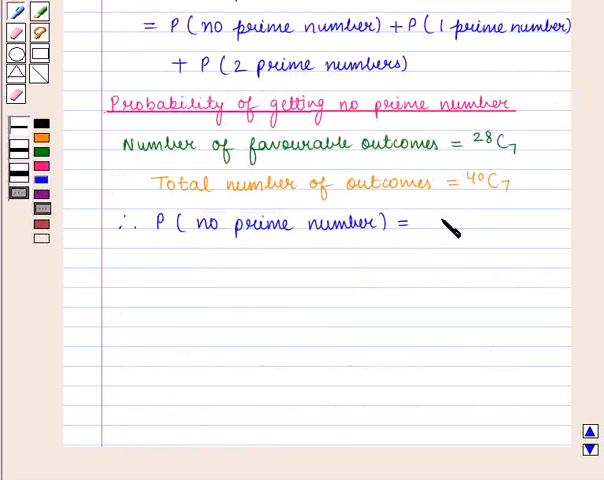 = P (no prime number) + P (1 prime number)
+ P (2 prime numbers)
Probability of getting no prime number
Number of favourable outcomes = ²⁸C₇
Total number of outcomes = ⁴⁰C₇
∴ P ( no prime number) =